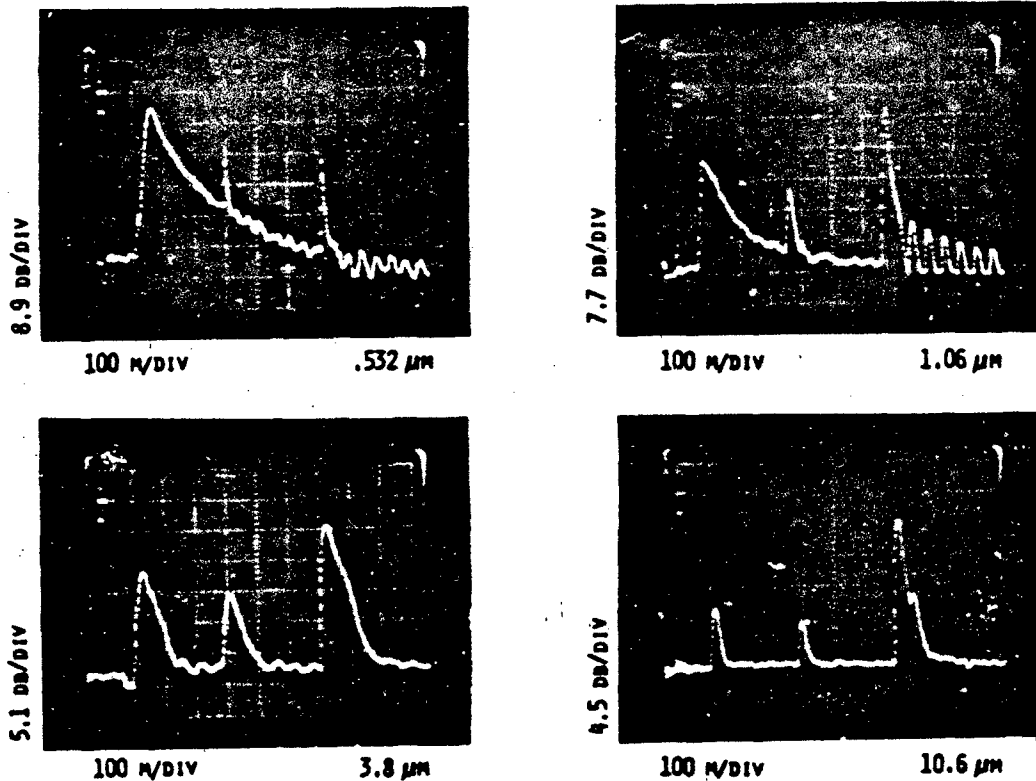 8.9 DB/DIV
100 M/DIV .532 µM
7.7 DB/DIV
100 M/DIV 1.06 µM
5.1 DB/DIV
100 M/DIV 3.8 µM
4.5 DB/DIV
100 M/DIV 10.6 µM